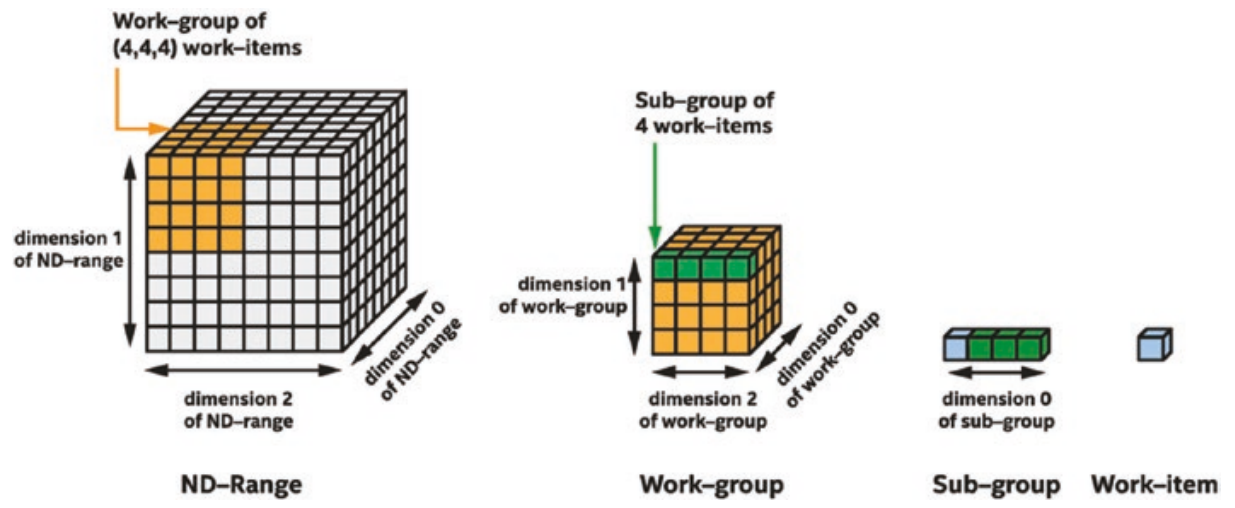 Work–group of
(4,4,4) work–items
dimension 1
of ND–range
dimension 0
of ND–range
dimension 2
of ND–range
ND–Range
Sub–group of
4 work–items
dimension 1
of work–group
dimension 0
of work–group
dimension 2
of work–group
Work–group
dimension 0
of sub–group
Sub–group
Work–item